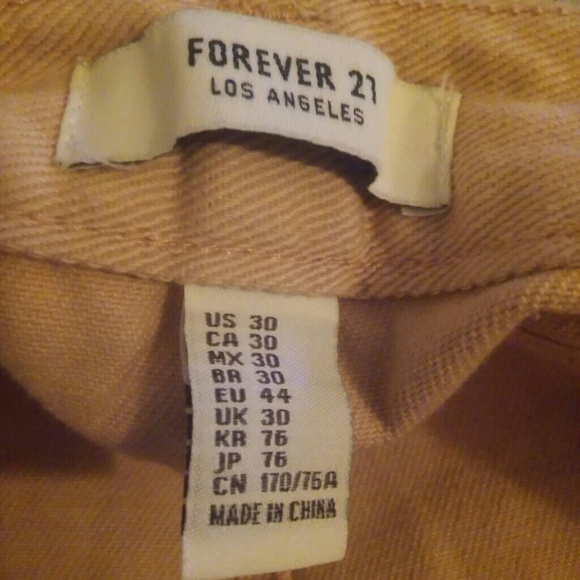 FOREVER 21
LOS ANGELES
US 30
CA 30
MX 30
BR 30
EU 44
UK 30
KR 76
JP 76
CN 170/76A
MADE IN CHINA